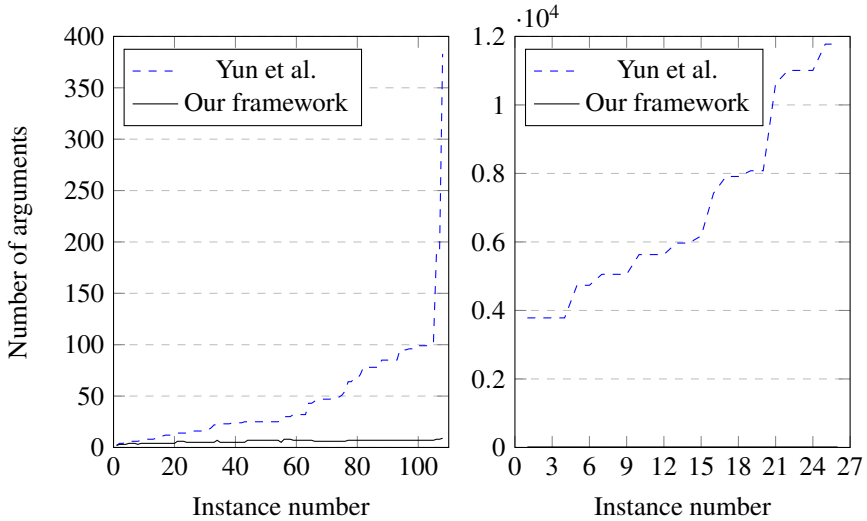 Number of arguments
400
350
300
250
200
150
100
50
0
0 20 40 60 80 100
Instance number
Yun et al.
Our framework
·10⁴
1.2
1
0.8
0.6
0.4
0.2
0
0 3 6 9 12 15 18 21 24 27
Instance number
Yun et al.
Our framework